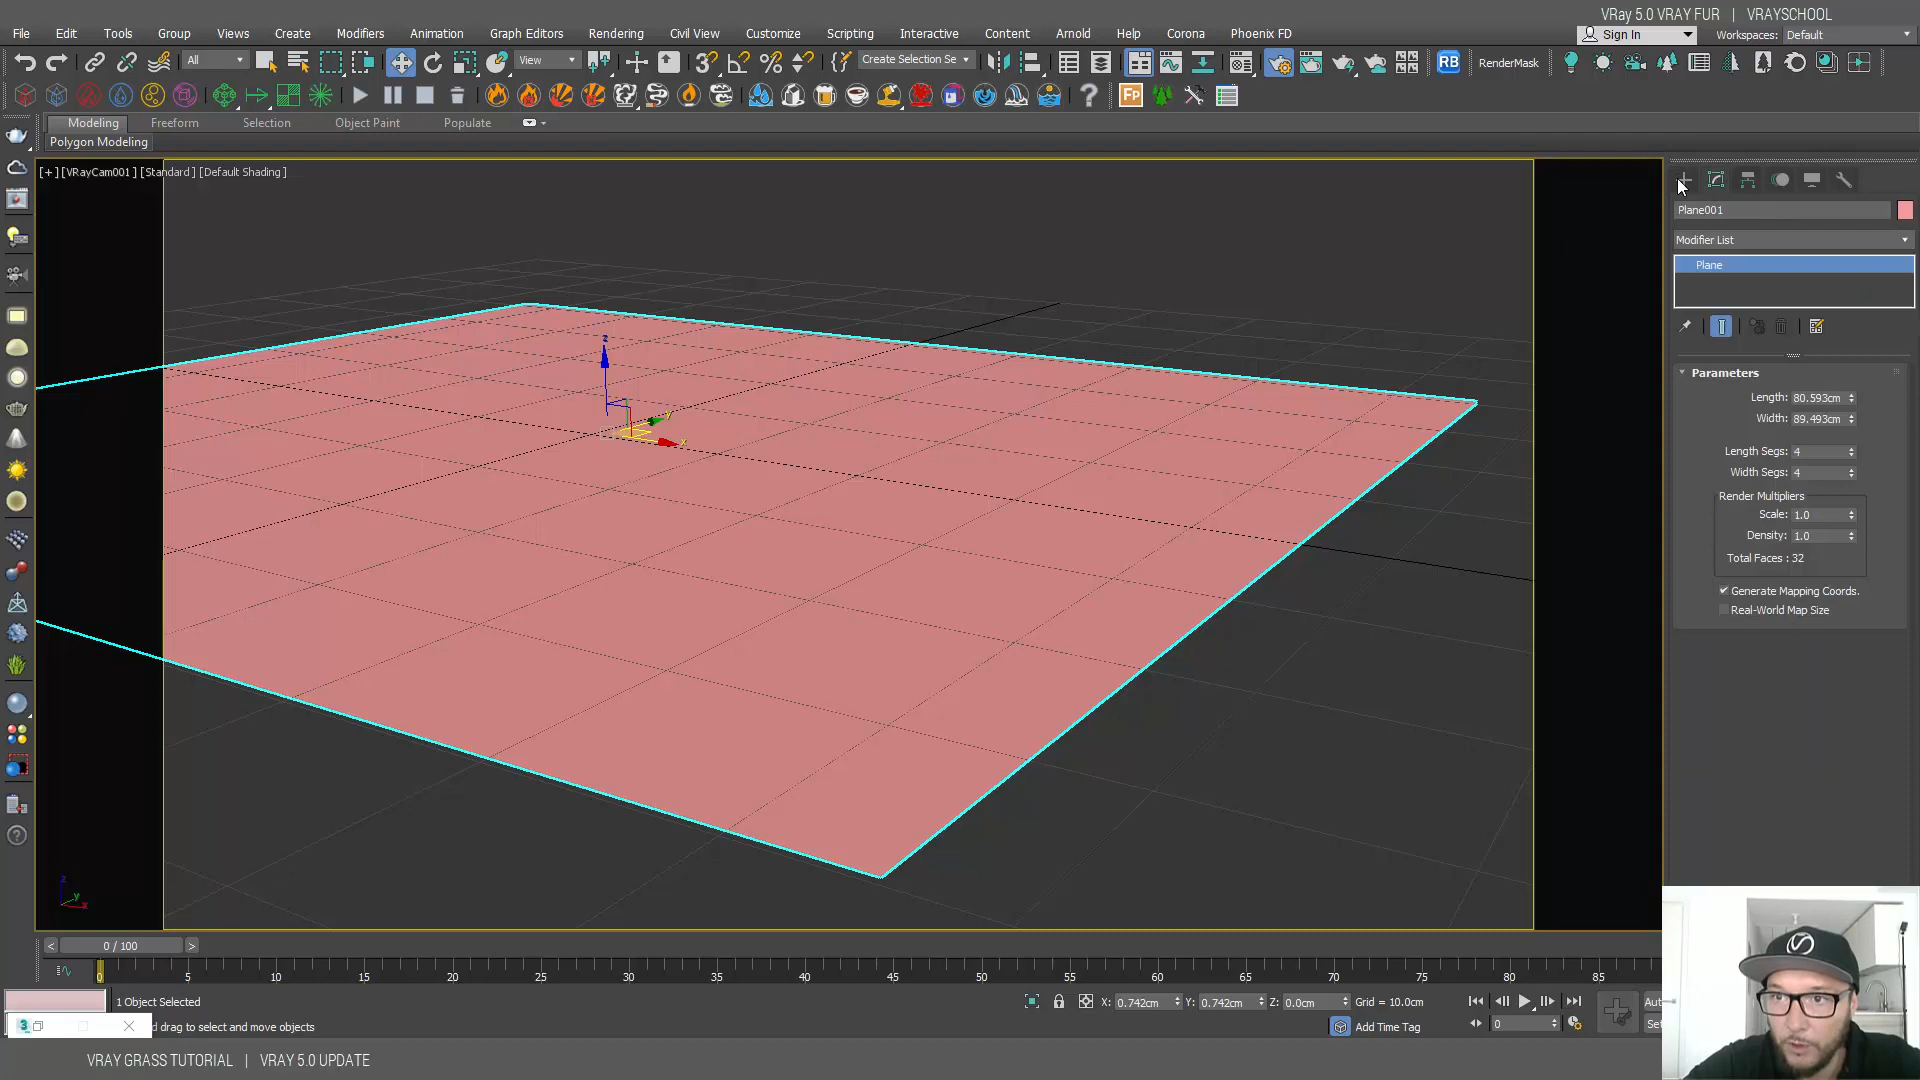 VRay 5.0 VRAY FUR | VRAYSCHOOL
File Edit Tools Group Views Create Modifiers Animation Graph Editors Rendering Civil View Customize Scripting Interactive Content Arnold Help Corona Phoenix FD
Sign In Workspaces: Default
All View Create Selection Se RB RenderMask
Fp
Modeling Freeform Selection Object Paint Populate
Polygon Modeling
[+] [VRayCam001] [Standard] [Default Shading]
Plane001
Modifier List
Plane
Parameters
Length: 80.593cm
Width: 89.493cm
Length Segs: 4
Width Segs: 4
Render Multipliers
Scale: 1.0
Density: 1.0
Total Faces : 32
Generate Mapping Coords.
Real-World Map Size
z
y
x
z
y
x
< 0 / 100 >
0 5 10 15 20 25 30 35 40 45 50 55 60 65 70 75 80 85
1 Object Selected X: 0.742cm Y: 0.742cm Z: 0.0cm Grid = 10.0cm Aut
3 d drag to select and move objects Add Time Tag 0 Set
VRAY GRASS TUTORIAL | VRAY 5.0 UPDATE